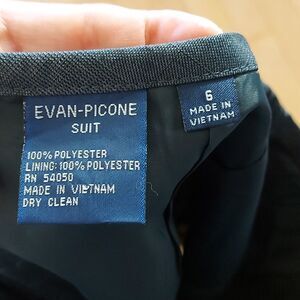 EVAN-PICONE
SUIT
100% POLYESTER
LINING: 100% POLYESTER
RN 54050
MADE IN VIETNAM
DRY CLEAN
6
MADE IN
VIETNAM